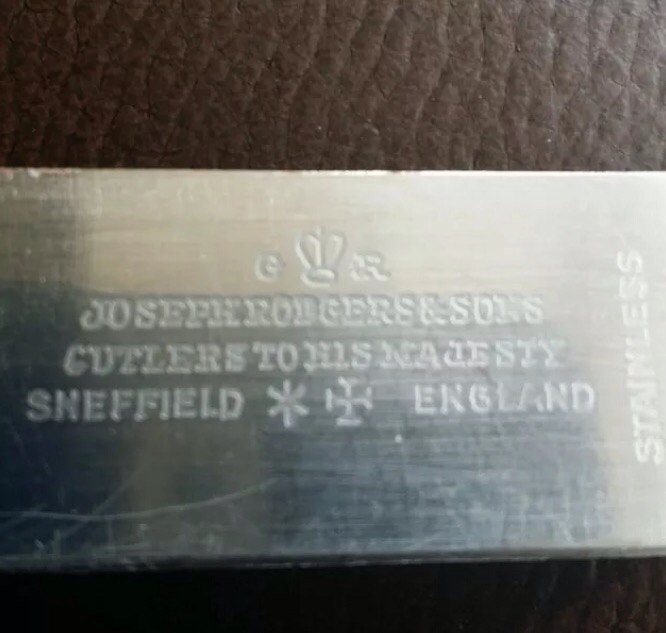 G R
JOSEPH RODGERS & SONS
CUTLERS TO HIS MAJESTY
SHEFFIELD ENGLAND
STAINLESS